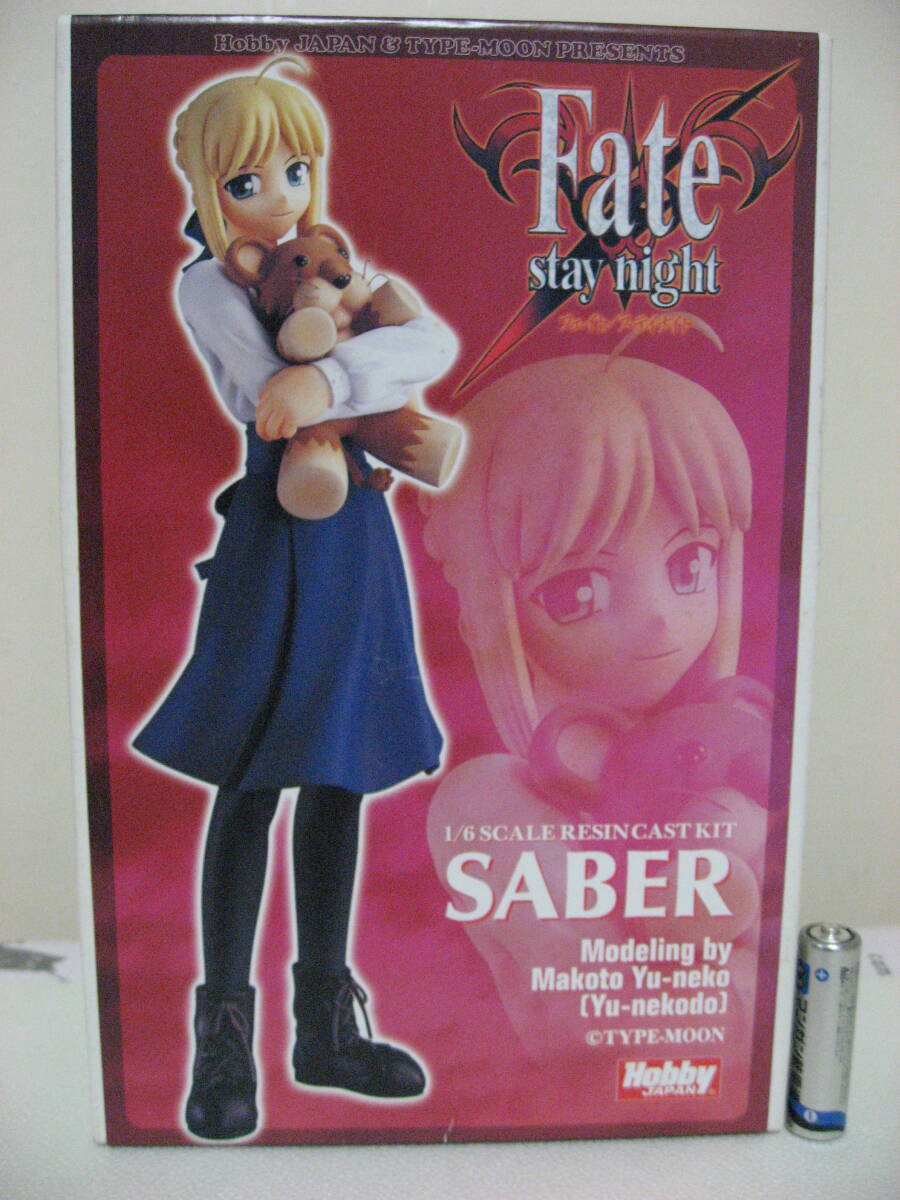 Hobby JAPAN & TYPE-MOON PRESENTS
Fate
stay night
フェイト/ステイナイト
1/6 SCALE RESIN CAST KIT
SABER
Modeling by
Makoto Yu-neko
(Yu-nekodo)
©TYPE-MOON
Hobby
JAPAN